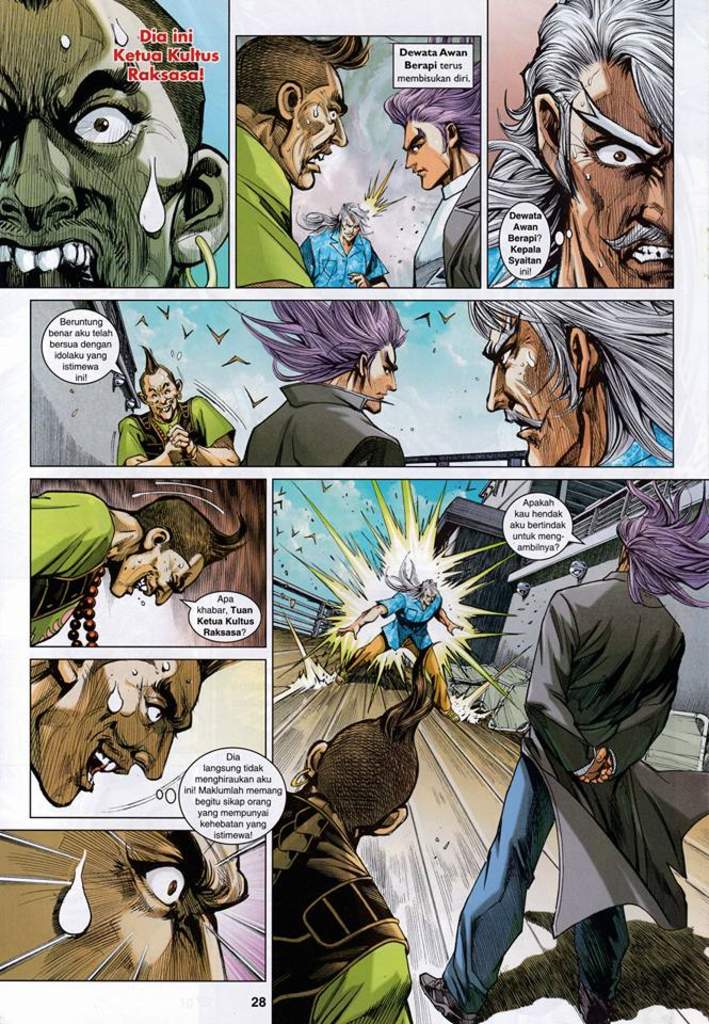 Dia ini
Ketua Kultus
Raksasa!
Dewata Awan
Berapi terus
membisukan diri.
Dewata
Awan
Berapi?
Kepala
Syaitan
ini!
Beruntung
benar aku telah
bersua dengan
idolaku yang
istimewa
ini!
Apa
khabar, Tuan
Ketua Kultus
Raksasa?
Apakah
kau hendak
aku bertindak
untuk meng-
ambilnya?
Dia
langsung tidak
menghiraukan aku
ini! Maklumlah memang
begitu sikap orang
yang mempunyai
kehebatan yang
istimewa!
28